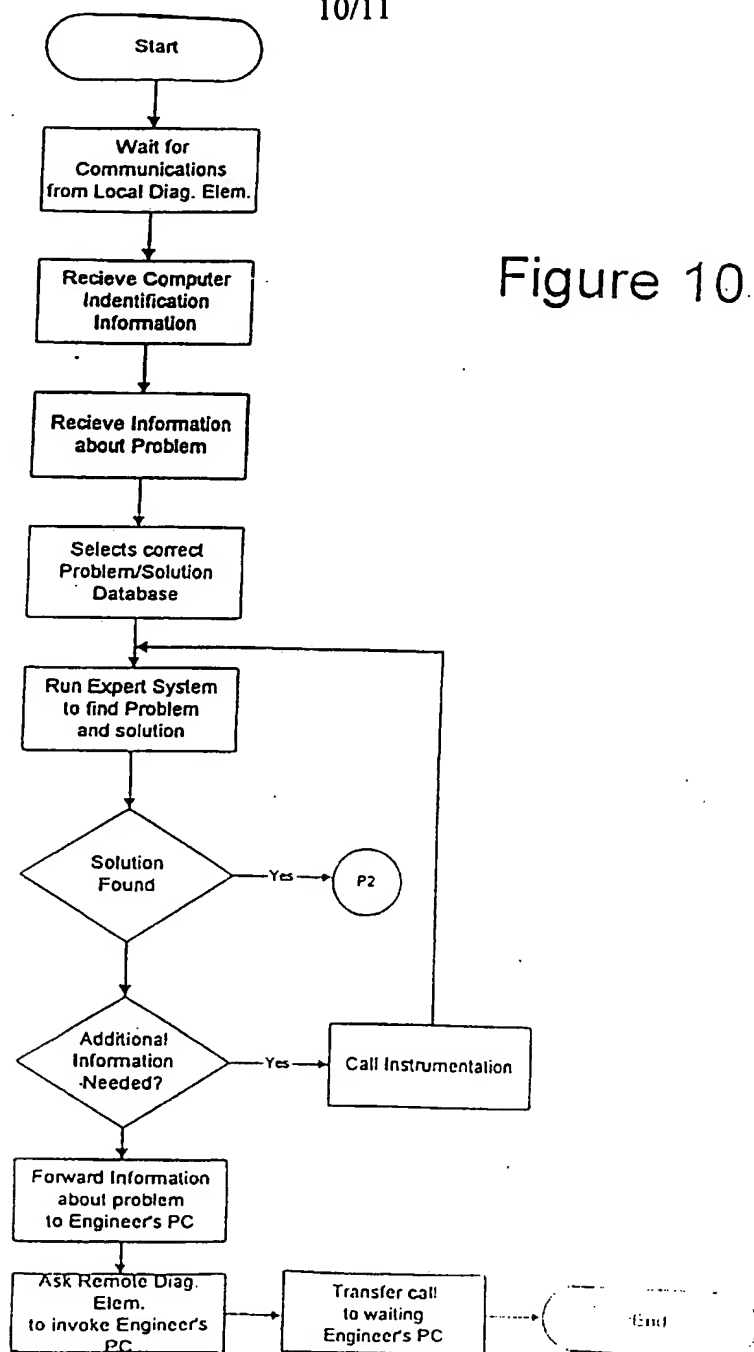 10/11
Start
Wait for
Communications
from Local Diag. Elem.
Recieve Computer
Indentification
Information
Figure 10
Recieve Information
about Problem
Selects correct
Problem/Solution
Database
Run Expert System
to find Problem
and solution
Solution
Found
Yes
P2
Additional
Information
Needed?
Yes
Call Instrumentation
Forward Information
about problem
to Engineer's PC
Ask Remote Diag.
Elem.
to invoke Engineer's
PC
Transfer call
to waiting
Engineer's PC
End